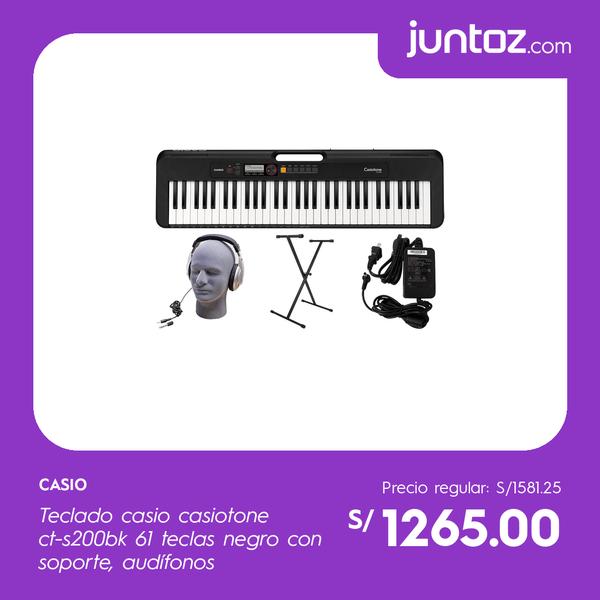 juntoz.com
CASIO
Casiotone
CASIO
Teclado casio casiotone
ct-s200bk 61 teclas negro con
soporte, audífonos
Precio regular: S/1581.25
S/ 1265.00